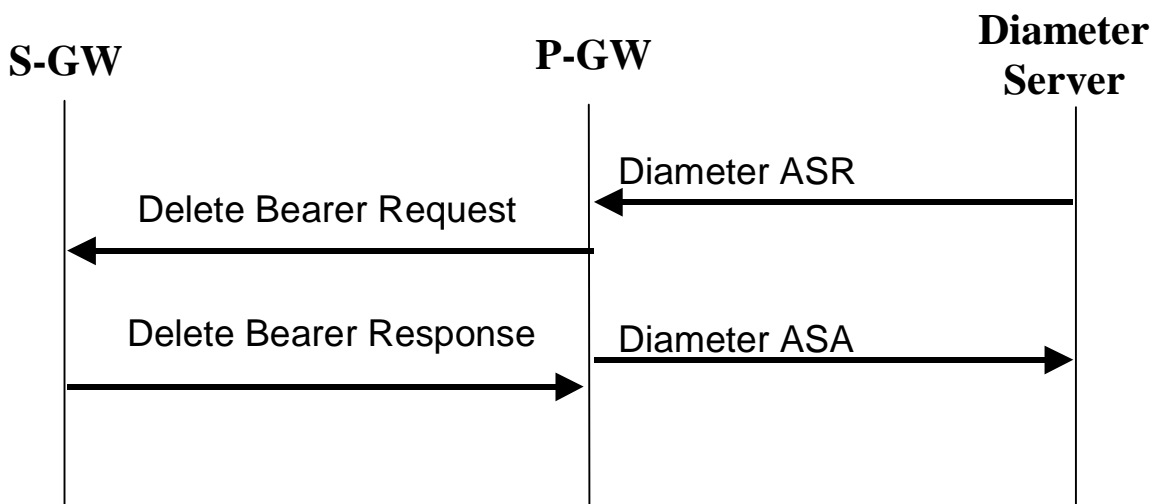 S-GW
P-GW
Diameter
Server
Diameter ASR
Delete Bearer Request
Delete Bearer Response
Diameter ASA